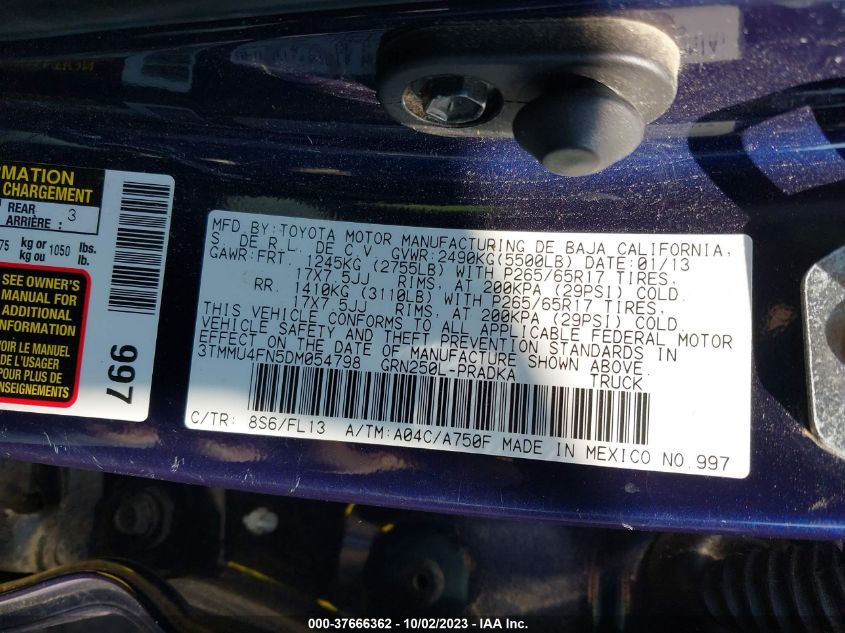 RMATION
CHARGEMENT
REAR
ARRIÈRE : 3
75 kg or 1050 lbs.
kg ou lb.
SEE OWNER'S
MANUAL FOR
ADDITIONAL
INFORMATION
LE MANUEL
DE L'USAGER
POUR PLUS DE
RENSEIGNEMENTS
997
MFD. BY: TOYOTA MOTOR MANUFACTURING DE BAJA CALIFORNIA,
S. DE R.L. DE C.V. GVWR: 2490KG(5500LB) DATE: 01/13
GAWR: FRT. 1245KG (2755LB) WITH P265/65R17 TIRES,
17X7.5JJ RIMS, AT 200KPA (29PSI) COLD.
RR. 1410KG (3110LB) WITH P265/65R17 TIRES,
17X7.5JJ RIMS, AT 200KPA (29PSI) COLD.
THIS VEHICLE CONFORMS TO ALL APPLICABLE FEDERAL MOTOR
VEHICLE SAFETY AND THEFT PREVENTION STANDARDS IN
EFFECT ON THE DATE OF MANUFACTURE SHOWN ABOVE.
3TMMU4FN5DM054798 GRN250L-PRADKA TRUCK
C/TR: 8S6/FL13 A/TM: A04C/A750F MADE IN MEXICO NO. 997
000-37666362 - 10/02/2023 - IAA Inc.